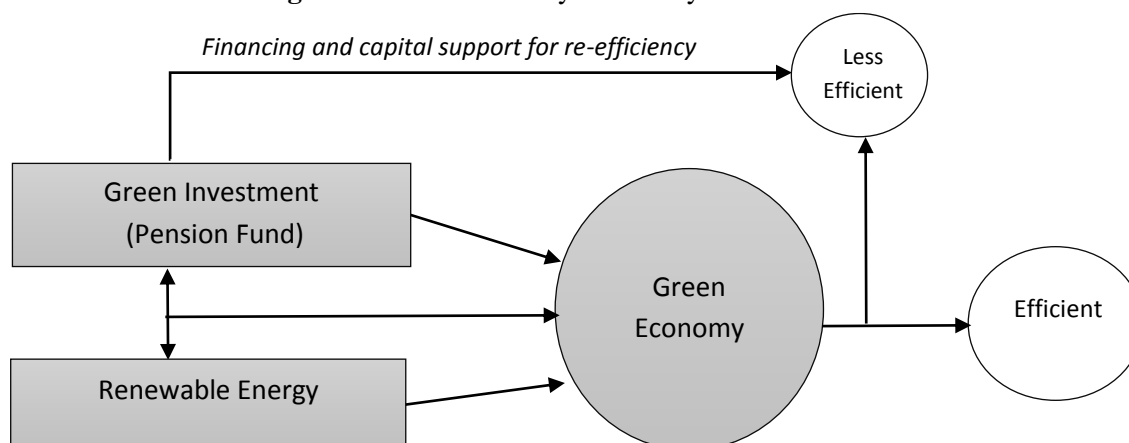 Financing and capital support for re-efficiency
Less
Efficient
Green Investment
(Pension Fund)
Green
Economy
Efficient
Renewable Energy